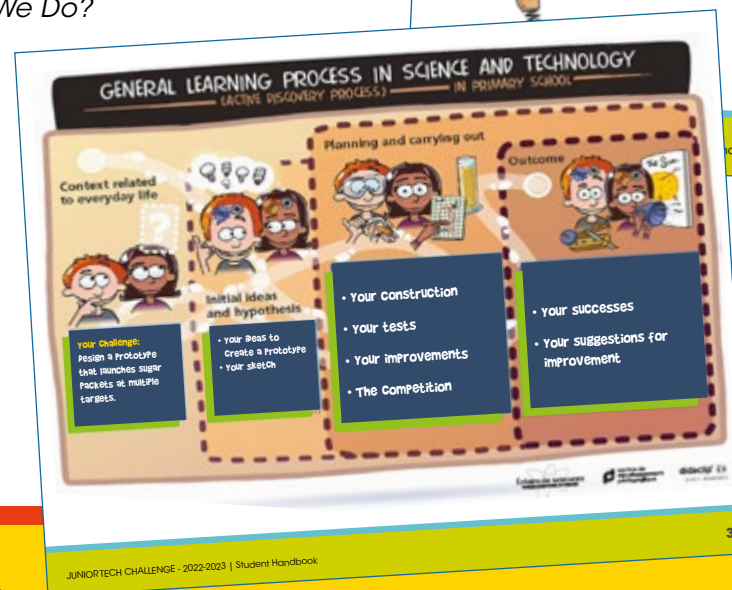 We Do?
GENERAL LEARNING PROCESS IN SCIENCE AND TECHNOLOGY
(ACTIVE DISCOVERY PROCESS) IN PRIMARY SCHOOL
Context related
to everyday life
?
Initial ideas
and hypothesis
Planning and carrying out
Outcome
The Sun
Your Challenge:
Design a Prototype
that launches sugar
Packets at multiple
targets.
• Your ideas to
Create a Prototype
• Your sketch
• Your construction
• Your tests
• Your improvements
• The Competition
• Your successes
• Your suggestions for
improvement
JUNIORTECH CHALLENGE - 2022-2023 | Student Handbook
3